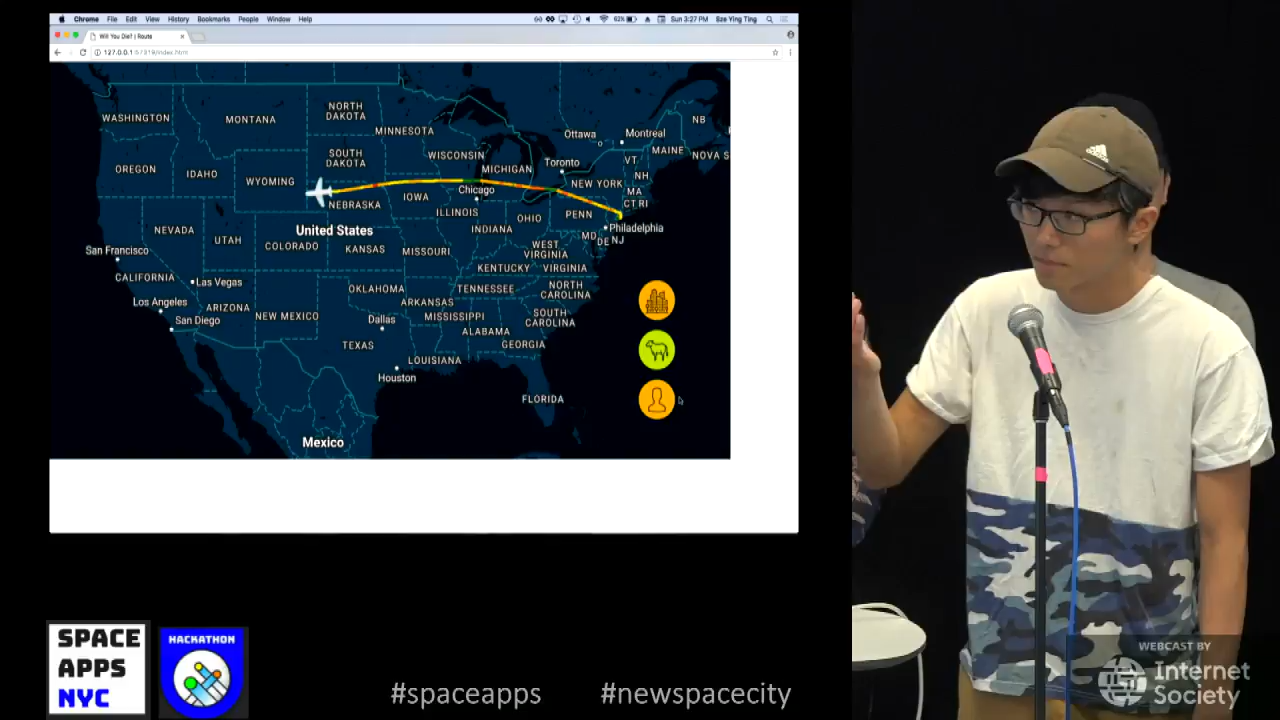 Chrome File Edit View History Bookmarks People Window Help
62% Sun 3:27 PM Bze Ying Ting
Will You Die? | Route
WASHINGTON
MONTANA
NORTH
DAKOTA
MINNESOTA
Ottawa
Montreal
NB
MAINE
NOVA S
OREGON
IDAHO
WYOMING
SOUTH
DAKOTA
WISCONSIN
MICHIGAN
Toronto
VT
NH
NEW YORK
MA
CT RI
NEBRASKA
IOWA
Chicago
ILLINOIS
INDIANA
OHIO
PENN
Philadelphia
MD
DE
NJ
NEVADA
UTAH
COLORADO
United States
KANSAS
MISSOURI
WEST
VIRGINIA
KENTUCKY
VIRGINIA
San Francisco
CALIFORNIA
Las Vegas
Los Angeles
San Diego
ARIZONA
NEW MEXICO
OKLAHOMA
ARKANSAS
TENNESSEE
NORTH
CAROLINA
MISSISSIPPI
SOUTH
CAROLINA
Dallas
ALABAMA
GEORGIA
TEXAS
LOUISIANA
Houston
FLORIDA
Mexico
SPACE
APPS
NYC
HACKATHON
#spaceapps #newspacecity
WEBCAST BY
Internet
Society